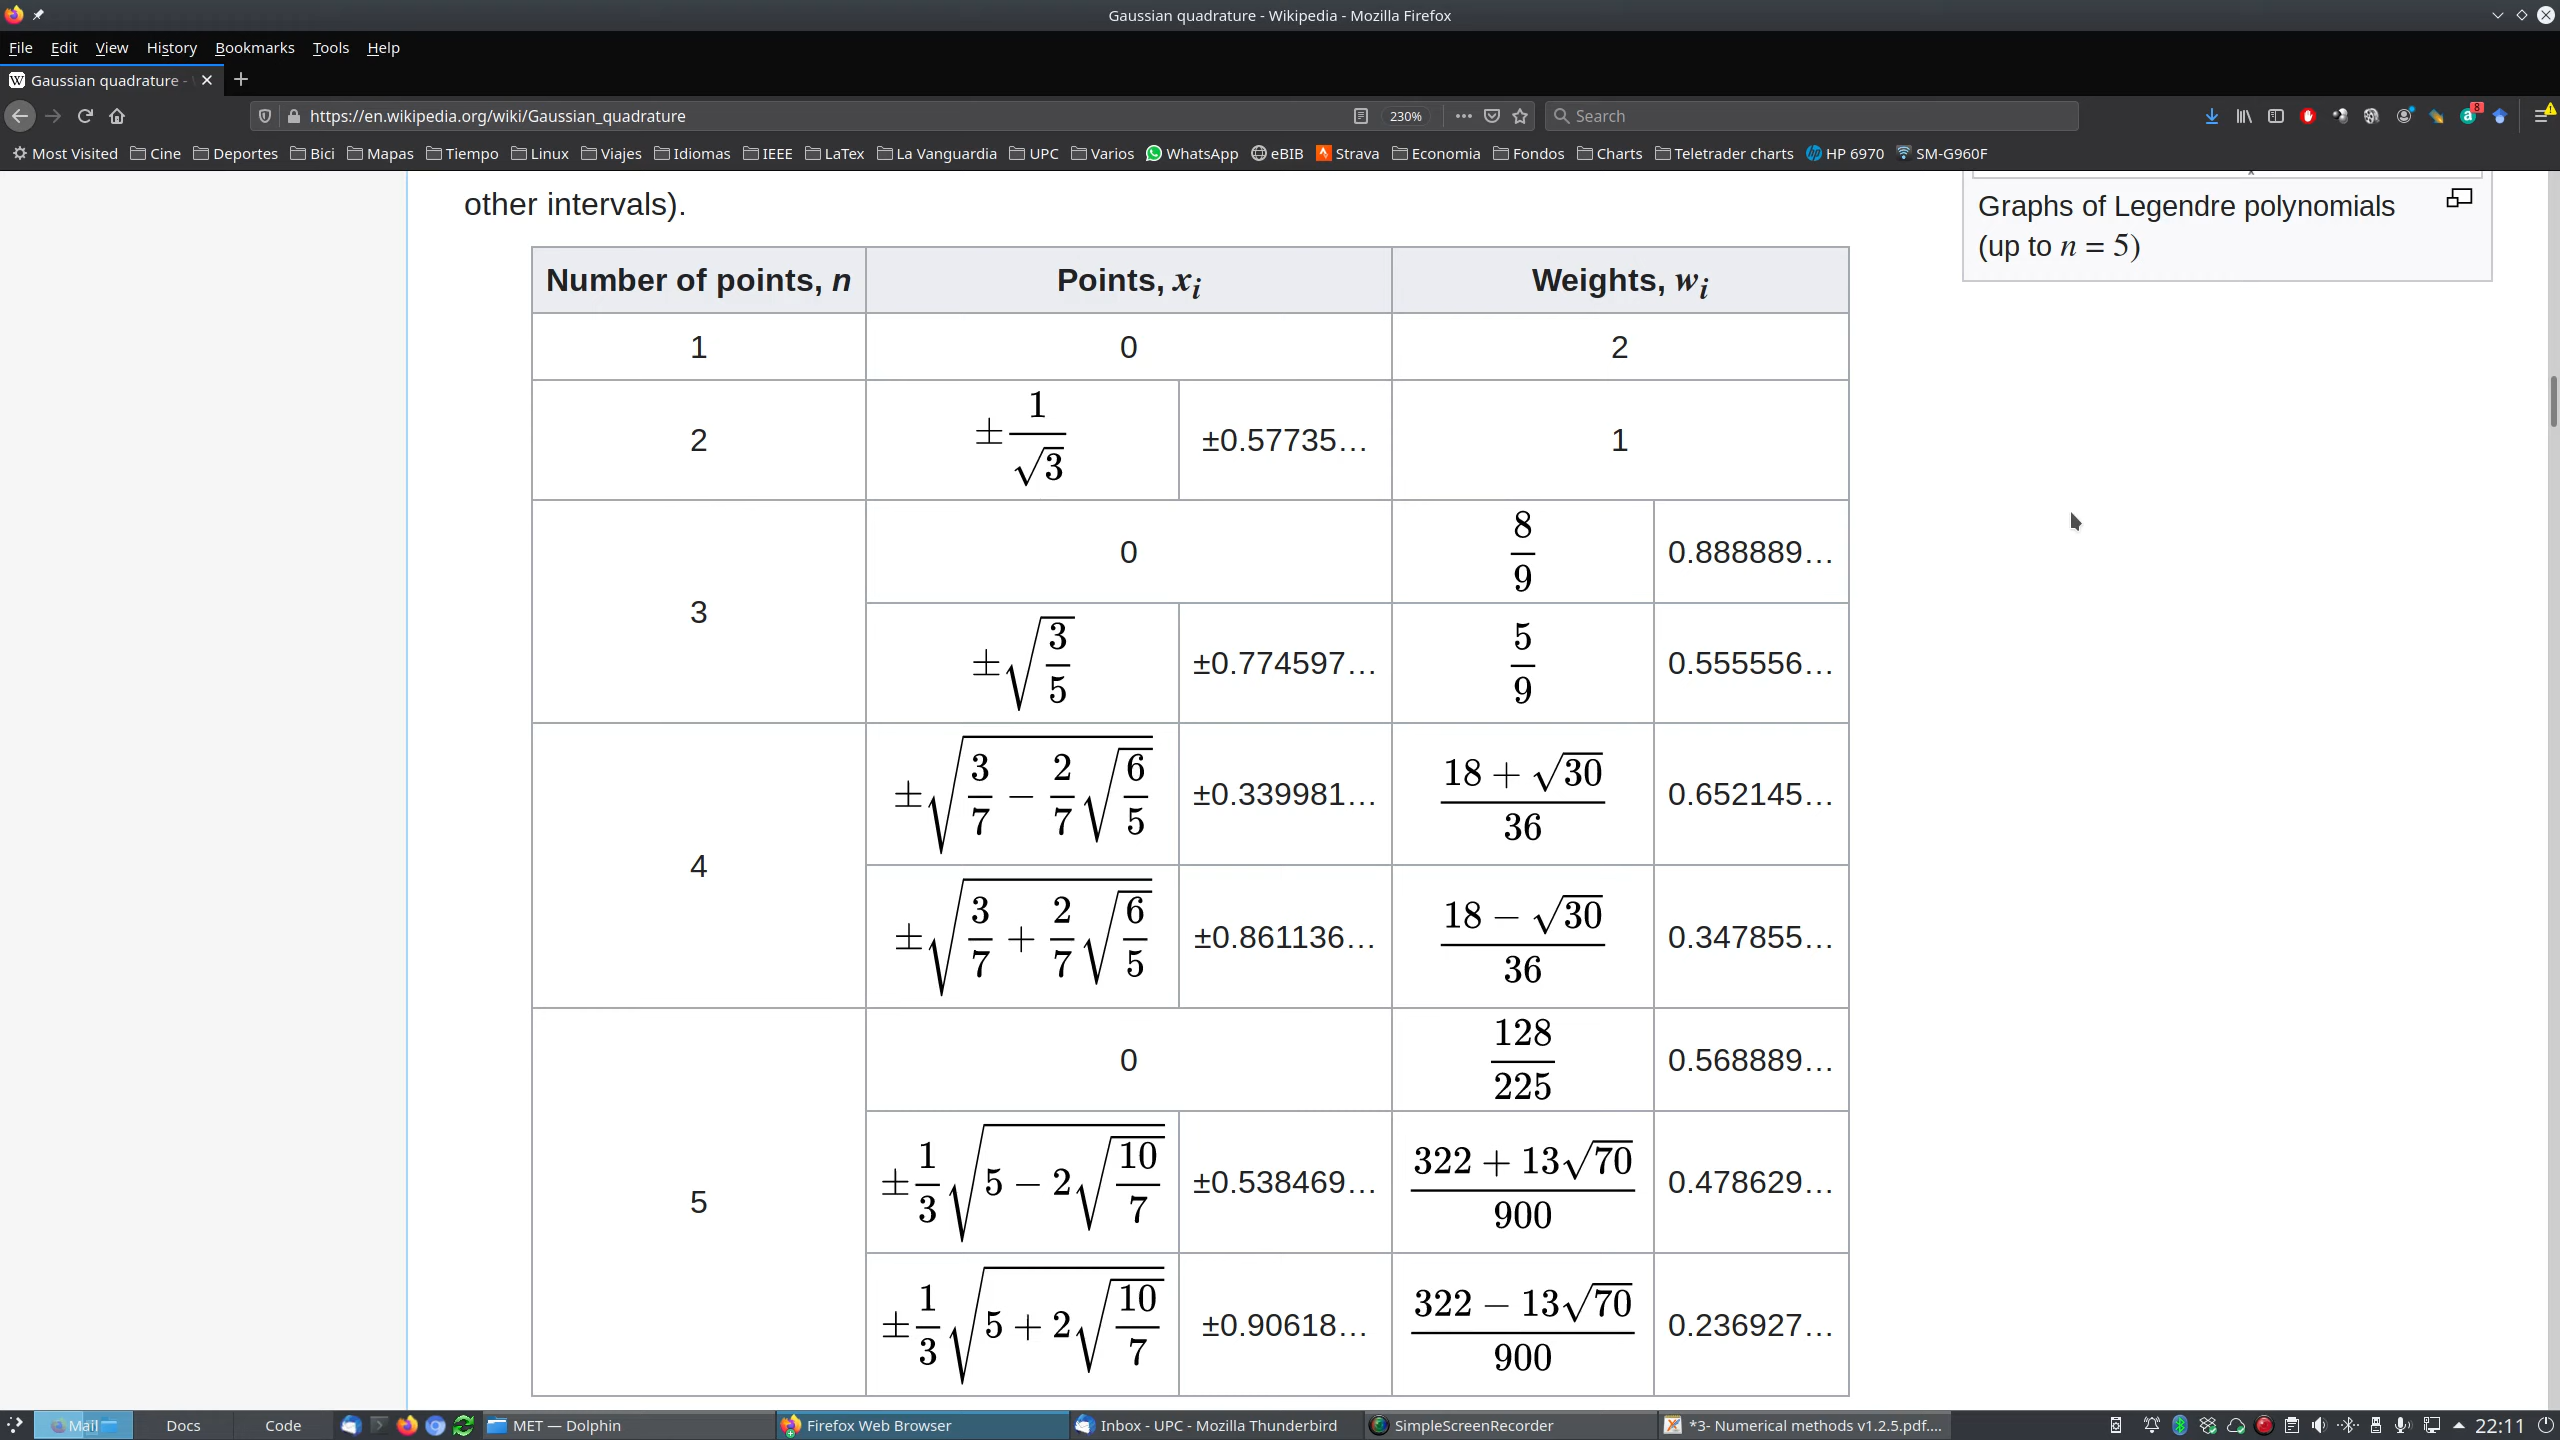 Gaussian quadrature - Wikipedia - Mozilla Firefox
File Edit View History Bookmarks Tools Help
Gaussian quadrature -
https://en.wikipedia.org/wiki/Gaussian_quadrature 230% Search 8
Most Visited Cine Deportes Bici Mapas Tiempo Linux Viajes Idiomas IEEE LaTex La Vanguardia UPC Varios WhatsApp eBIB Strava Economia Fondos Charts Teletrader charts HP 6970 SM-G960F
other intervals).
Graphs of Legendre polynomials
(up to n = 5)
Number of points, n Points, xᵢ Weights, wᵢ
1 0 2
2 ±1/√3 ±0.57735… 1
3 0 8/9 0.888889…
±√(3/5) ±0.774597… 5/9 0.555556…
4 ±√(3/7 − 2/7√(6/5)) ±0.339981… (18 + √30)/36 0.652145…
±√(3/7 + 2/7√(6/5)) ±0.861136… (18 − √30)/36 0.347855…
5 0 128/225 0.568889…
±1/3√(5 − 2√(10/7)) ±0.538469… (322 + 13√70)/900 0.478629…
±1/3√(5 + 2√(10/7)) ±0.90618… (322 − 13√70)/900 0.236927…
Mail Docs Code MET — Dolphin Firefox Web Browser Inbox - UPC - Mozilla Thunderbird SimpleScreenRecorder *3- Numerical methods v1.2.5.pdf.... 22:11